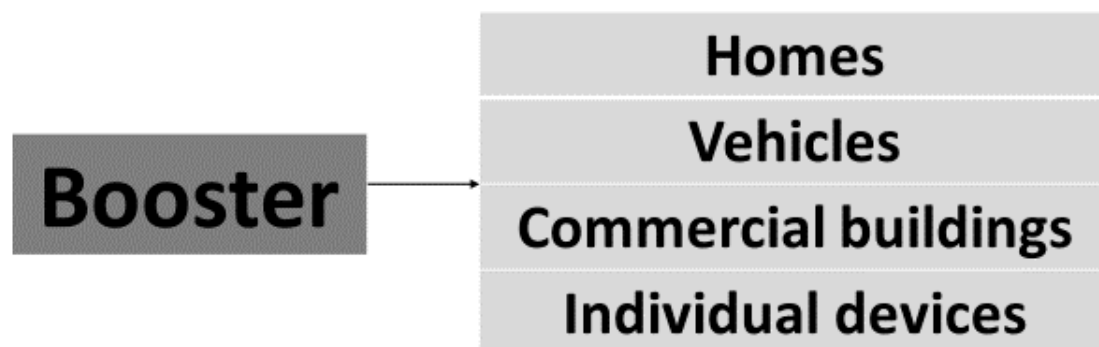 Booster
Homes
Vehicles
Commercial buildings
Individual devices